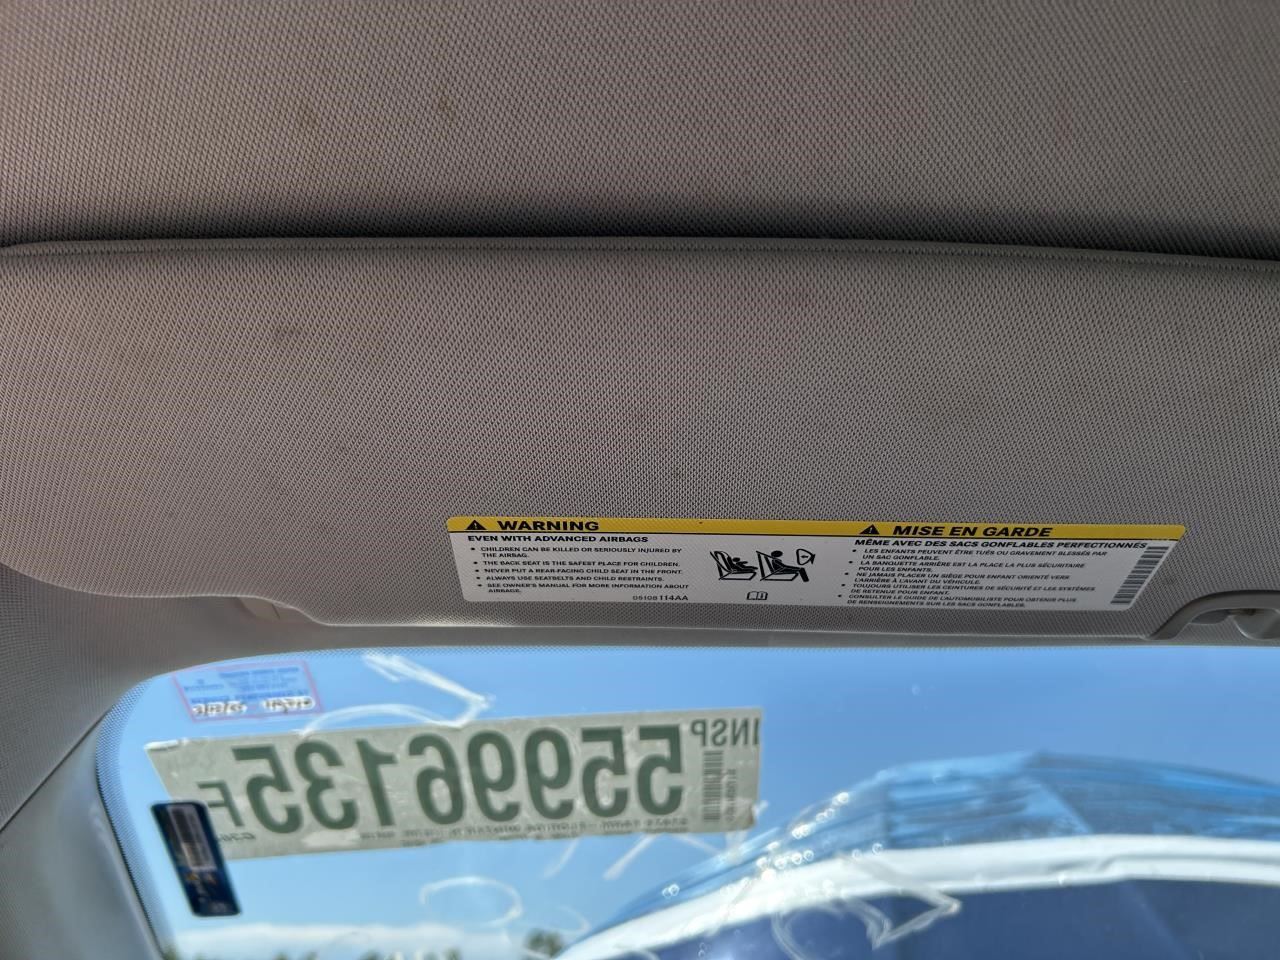 WARNING
EVEN WITH ADVANCED AIRBAGS
• CHILDREN CAN BE KILLED OR SERIOUSLY INJURED BY
THE AIRBAG.
• THE BACK SEAT IS THE SAFEST PLACE FOR CHILDREN.
• NEVER PUT A REAR-FACING CHILD SEAT IN THE FRONT.
• ALWAYS USE SEATBELTS AND CHILD RESTRAINTS.
• SEE OWNER'S MANUAL FOR MORE INFORMATION ABOUT
AIRBAGS.
05108114AA
MISE EN GARDE
MÊME AVEC DES SACS GONFLABLES PERFECTIONNÉS
• LES ENFANTS PEUVENT ÊTRE TUÉS OU GRAVEMENT BLESSÉS PAR
UN SAC GONFLABLE.
• LA BANQUETTE ARRIÈRE EST LA PLACE LA PLUS SÉCURITAIRE
POUR LES ENFANTS.
• NE JAMAIS PLACER UN SIÈGE POUR ENFANT ORIENTÉ VERS
L'ARRIÈRE À L'AVANT DU VÉHICULE.
• TOUJOURS UTILISER LES CEINTURES DE SÉCURITÉ ET LES SYSTÈMES
DE RETENUE POUR ENFANT.
• CONSULTER LE GUIDE DE L'AUTOMOBILISTE POUR OBTENIR PLUS
DE RENSEIGNEMENTS SUR LES SACS GONFLABLES.
1NSP
55996135F